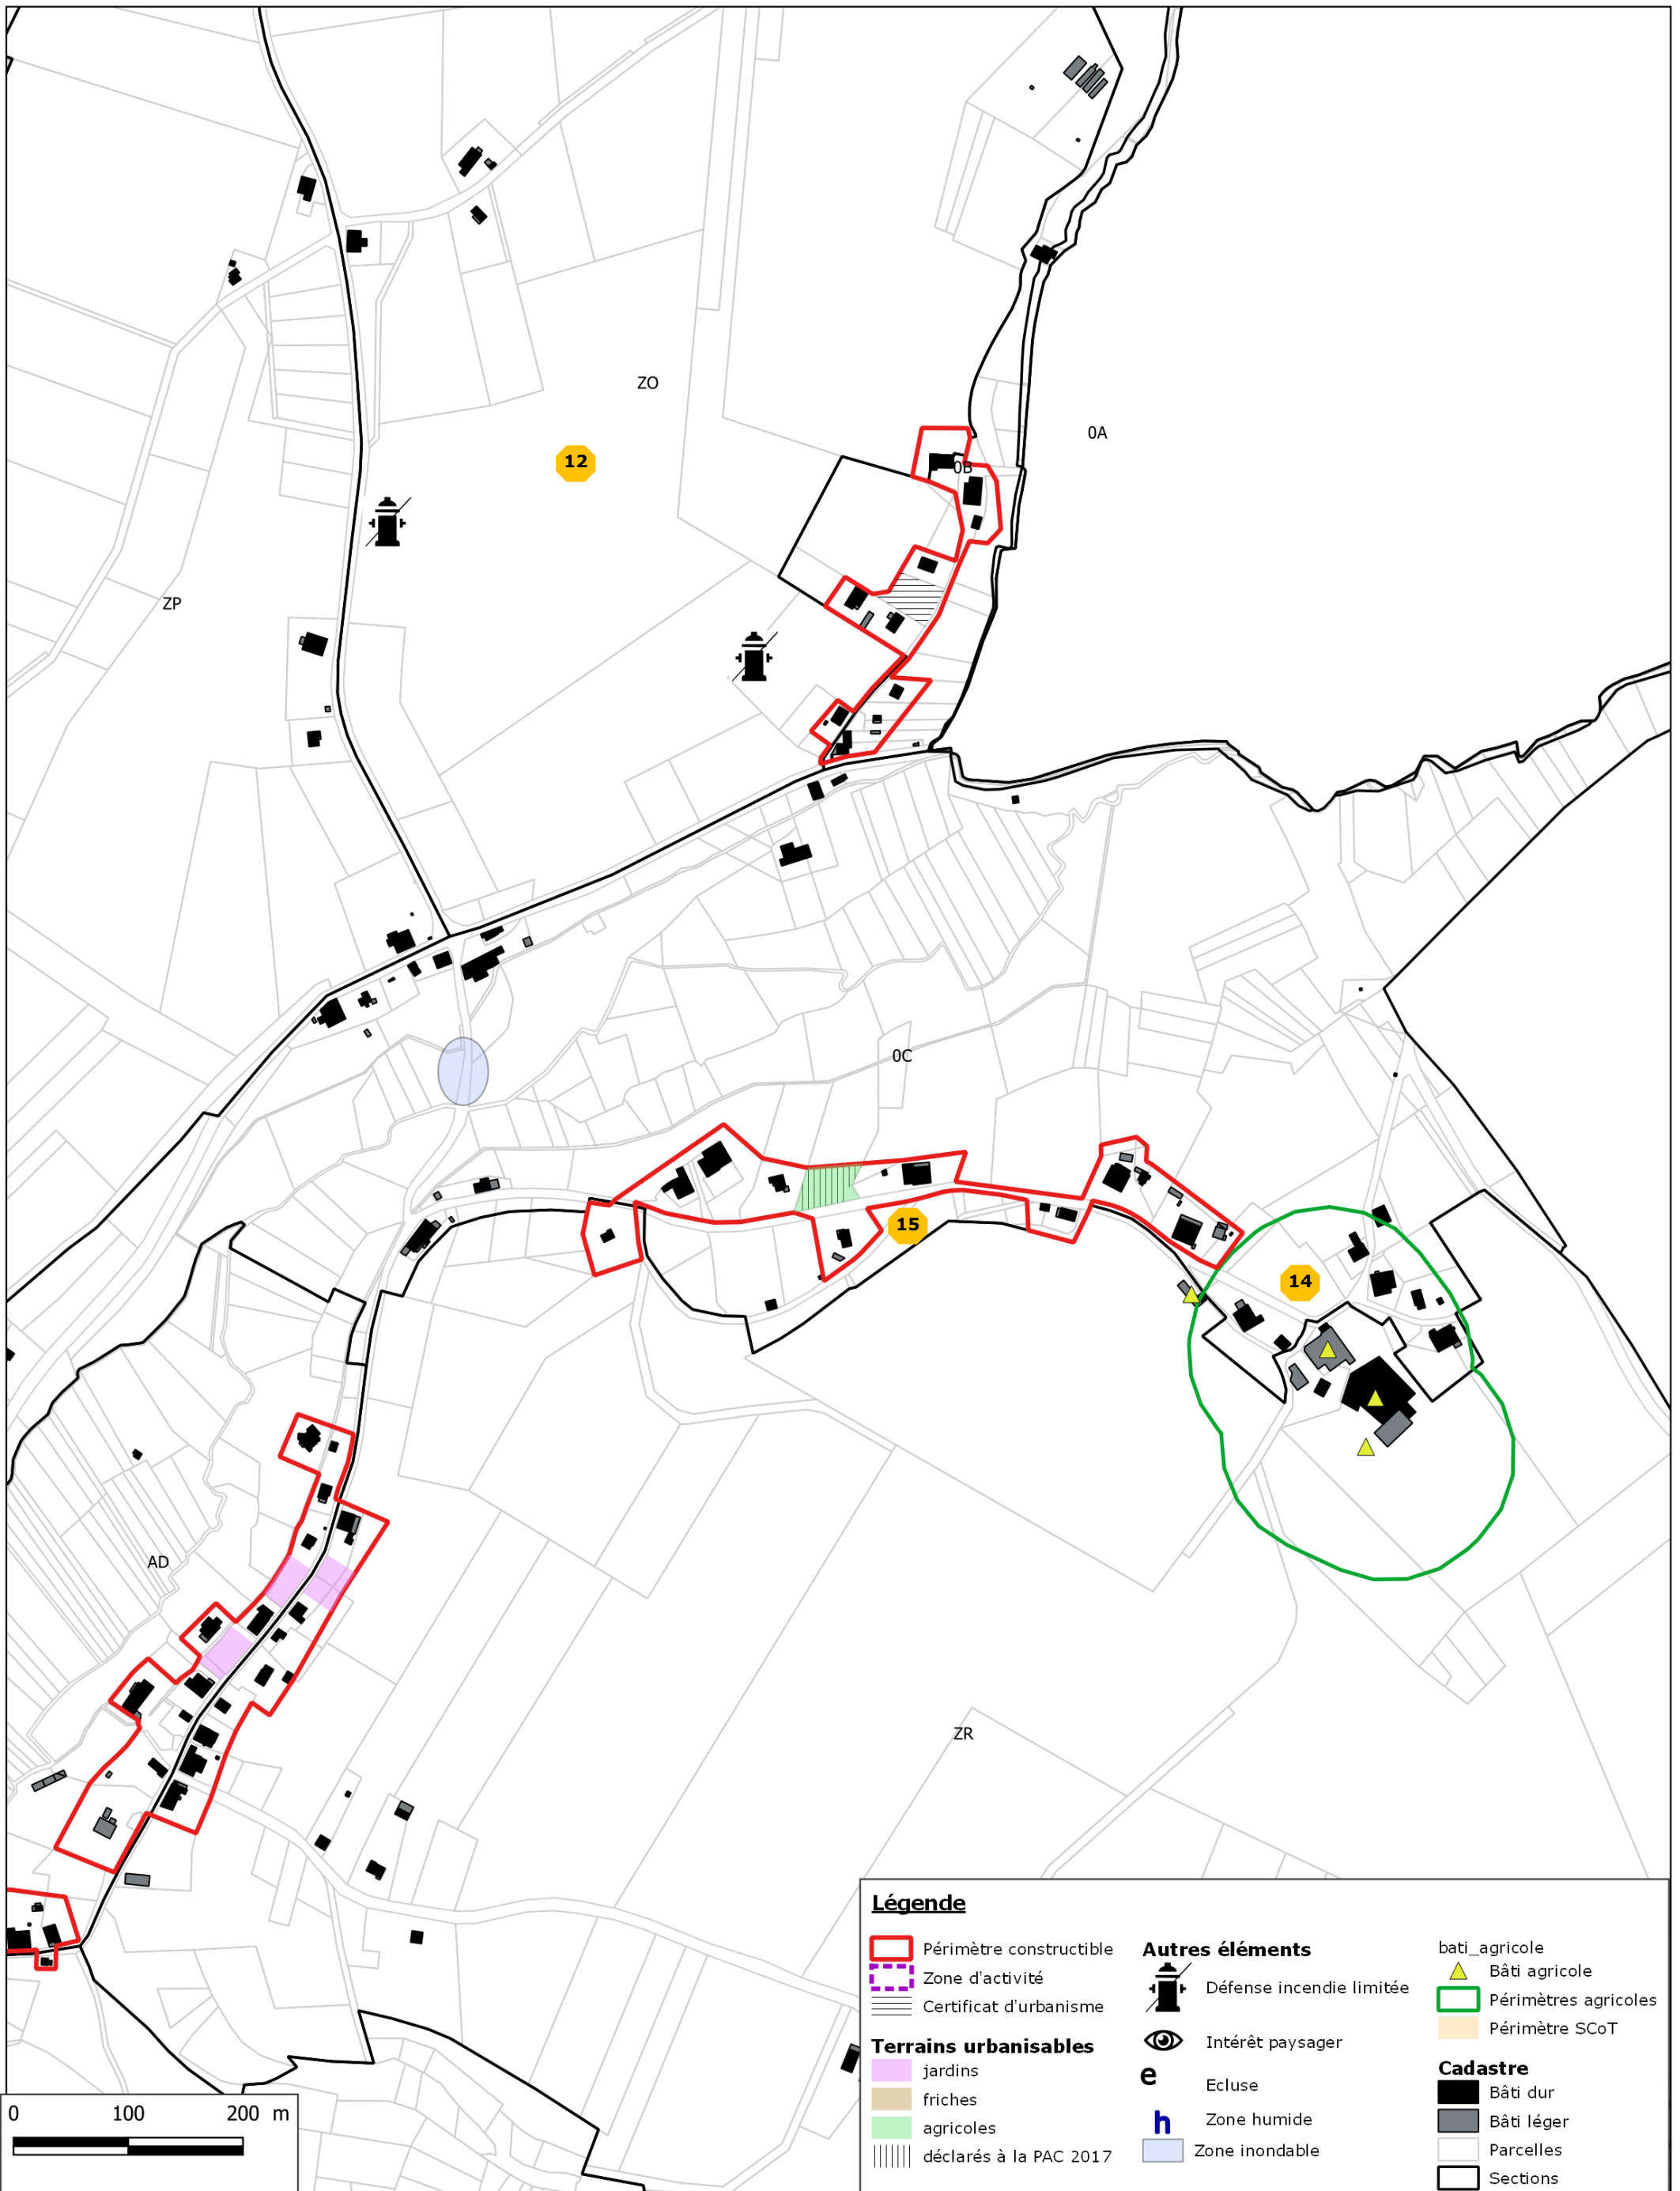 ZO
0A
12
0B
ZP
0C
15
14
AD
ZR
Légende
Périmètre constructible
Zone d'activité
Certificat d'urbanisme
Terrains urbanisables
jardins
friches
agricoles
déclarés à la PAC 2017
Autres éléments
Défense incendie limitée
Intérêt paysager
e Ecluse
h Zone humide
Zone inondable
bati_agricole
Bâti agricole
Périmètres agricoles
Périmètre SCoT
Cadastre
Bâti dur
Bâti léger
Parcelles
Sections
0 100 200 m